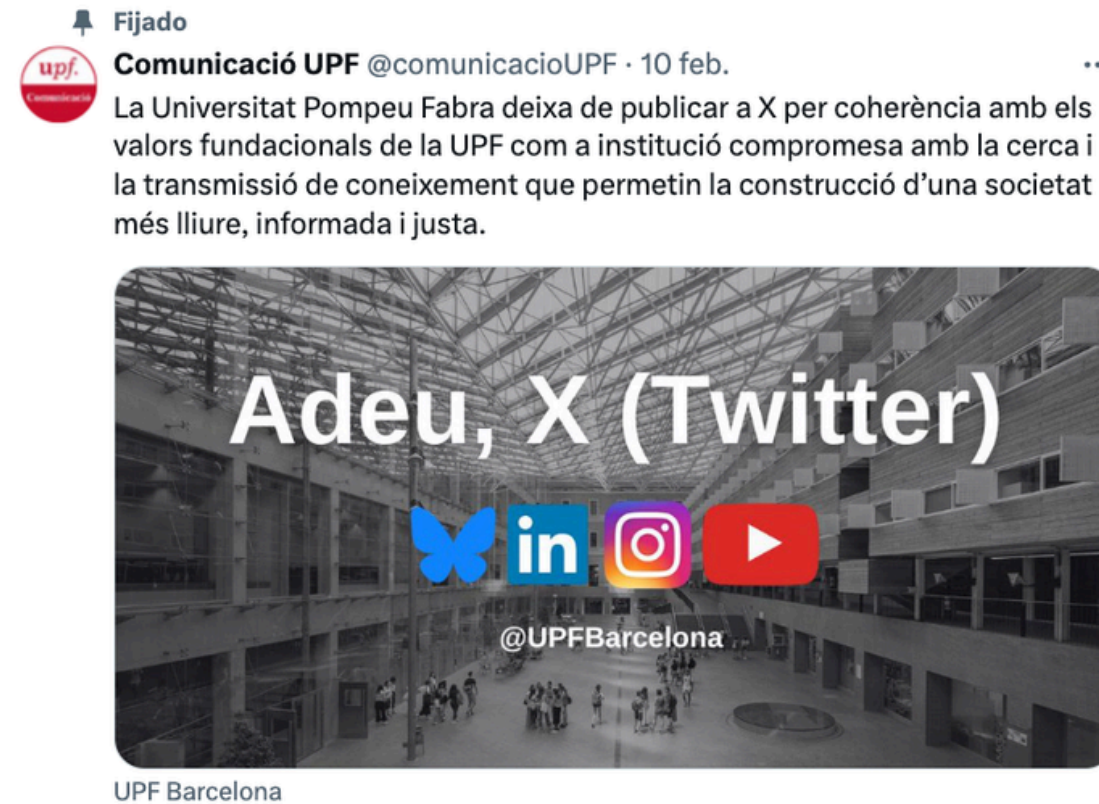 Fijado
upf.
Comunicació
Comunicació UPF @comunicacioUPF · 10 feb.
La Universitat Pompeu Fabra deixa de publicar a X per coherència amb els
valors fundacionals de la UPF com a institució compromesa amb la cerca i
la transmissió de coneixement que permetin la construcció d’una societat
més lliure, informada i justa.
Adeu, X (Twitter)
in
@UPFBarcelona
UPF Barcelona